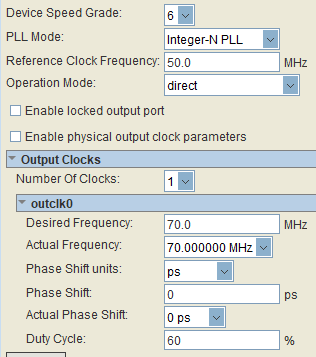 Device Speed Grade: 6
PLL Mode: Integer-N PLL
Reference Clock Frequency: 50.0 MHz
Operation Mode: direct
Enable locked output port
Enable physical output clock parameters
Output Clocks
Number Of Clocks: 1
outclk0
Desired Frequency: 70.0 MHz
Actual Frequency: 70.000000 MHz
Phase Shift units: ps
Phase Shift: 0 ps
Actual Phase Shift: 0 ps
Duty Cycle: 60 %